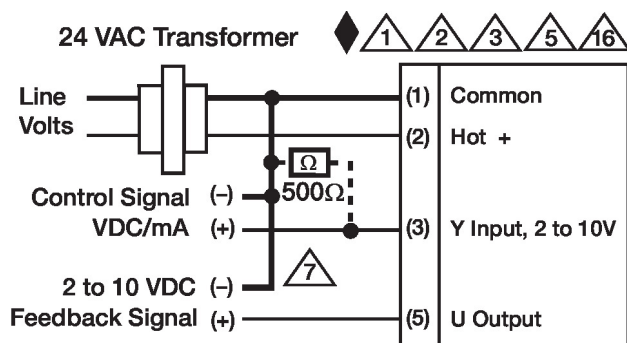 24 VAC Transformer
1 2 3 5 16
Line
Volts
(1) Common
(2) Hot +
Ω
500Ω
Control Signal (–)
VDC/mA (+)
(3) Y Input, 2 to 10V
7
2 to 10 VDC (–)
Feedback Signal (+)
(5) U Output